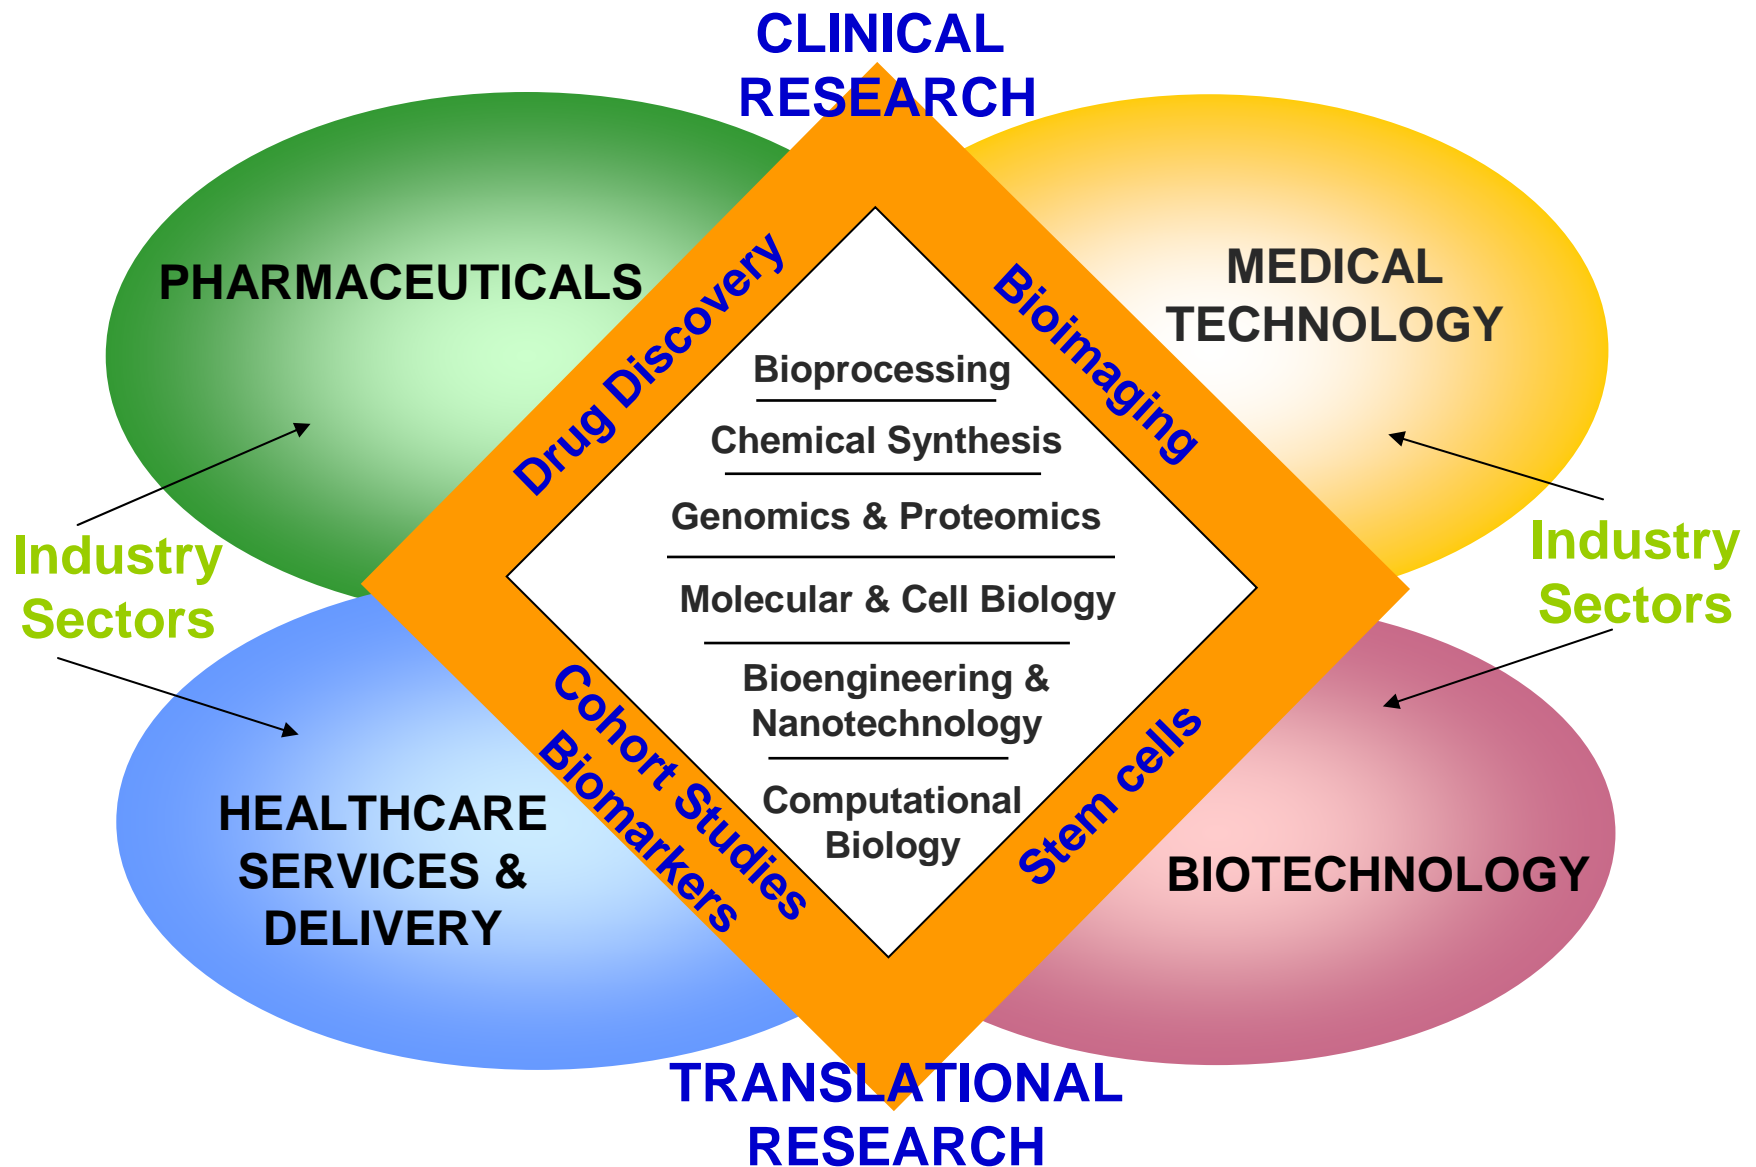 CLINICAL
RESEARCH
PHARMACEUTICALS
MEDICAL
TECHNOLOGY
Drug Discovery
Bioimaging
Bioprocessing
Chemical Synthesis
Genomics & Proteomics
Molecular & Cell Biology
Bioengineering &
Nanotechnology
Computational
Biology
Industry
Sectors
Industry
Sectors
Cohort Studies
Biomarkers
Stem cells
HEALTHCARE
SERVICES &
DELIVERY
BIOTECHNOLOGY
TRANSLATIONAL
RESEARCH